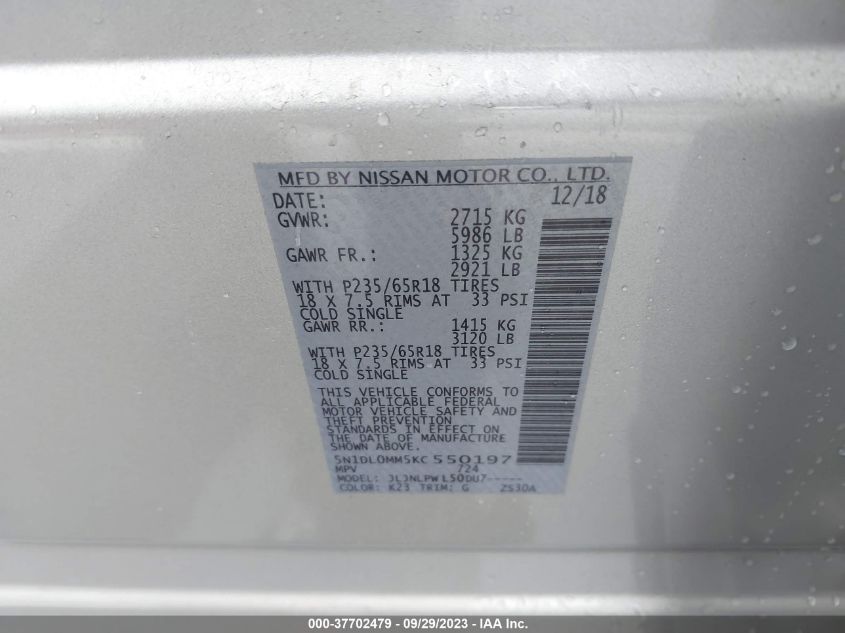 MFD BY NISSAN MOTOR CO., LTD.
DATE: 12/18
GVWR: 2715 KG
5986 LB
GAWR FR.: 1325 KG
2921 LB
WITH P235/65R18 TIRES
18 X 7.5 RIMS AT 33 PSI
COLD SINGLE
GAWR RR.: 1415 KG
3120 LB
WITH P235/65R18 TIRES
18 X 7.5 RIMS AT 33 PSI
COLD SINGLE
THIS VEHICLE CONFORMS TO
ALL APPLICABLE FEDERAL
MOTOR VEHICLE SAFETY AND
THEFT PREVENTION
STANDARDS IN EFFECT ON
THE DATE OF MANUFACTURE
SHOWN ABOVE.
5N1DL0MM5KC550197
MPV 724
MODEL:
COLOR: K23 TRIM: G ZS30A
000-37702479 - 09/29/2023 - IAA Inc.